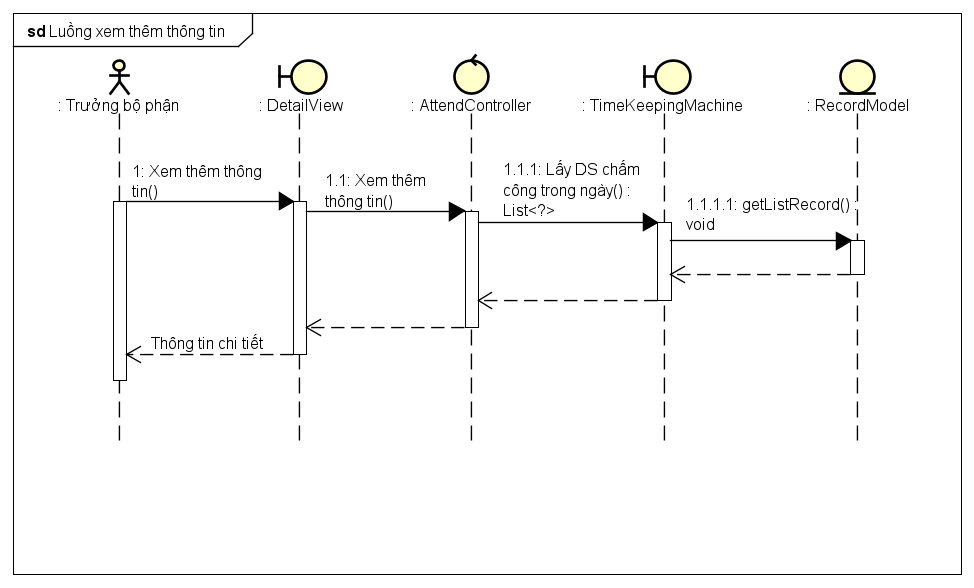 sd Luồng xem thêm thông tin
: Trưởng bộ phận
: DetailView
: AttendController
: TimeKeepingMachine
: RecordModel
1: Xem thêm thông
tin()
1.1: Xem thêm
thông tin()
1.1.1: Lấy DS chấm
công trong ngày() :
List<?>
1.1.1.1: getListRecord() :
void
Thông tin chi tiết